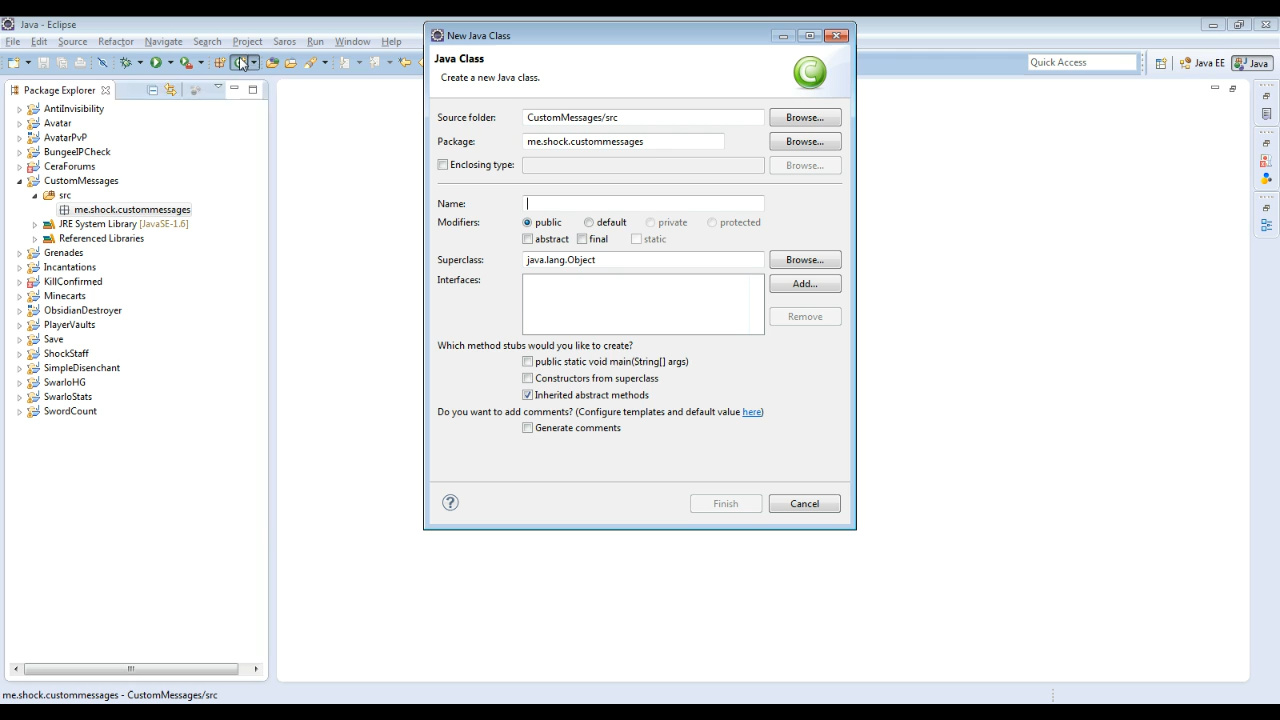 Java - Eclipse
File Edit Source Refactor Navigate Search Project Saros Run Window Help
Quick Access
Java EE
Java
Package Explorer
AntiInvisibility
Avatar
AvatarPvP
BungeeIPCheck
CeraForums
CustomMessages
src
me.shock.custommessages
JRE System Library [JavaSE-1.6]
Referenced Libraries
Grenades
Incantations
KillConfirmed
Minecarts
ObsidianDestroyer
PlayerVaults
Save
ShockStaff
SimpleDisenchant
SwarloHG
SwarloStats
SwordCount
New Java Class
Java Class
Create a new Java class.
C
Source folder: CustomMessages/src Browse...
Package: me.shock.custommessages Browse...
Enclosing type: Browse...
Name:
Modifiers: public default private protected
abstract final static
Superclass: java.lang.Object Browse...
Interfaces: Add...
Remove
Which method stubs would you like to create?
public static void main(String[] args)
Constructors from superclass
Inherited abstract methods
Do you want to add comments? (Configure templates and default value here)
Generate comments
Finish Cancel
me.shock.custommessages - CustomMessages/src